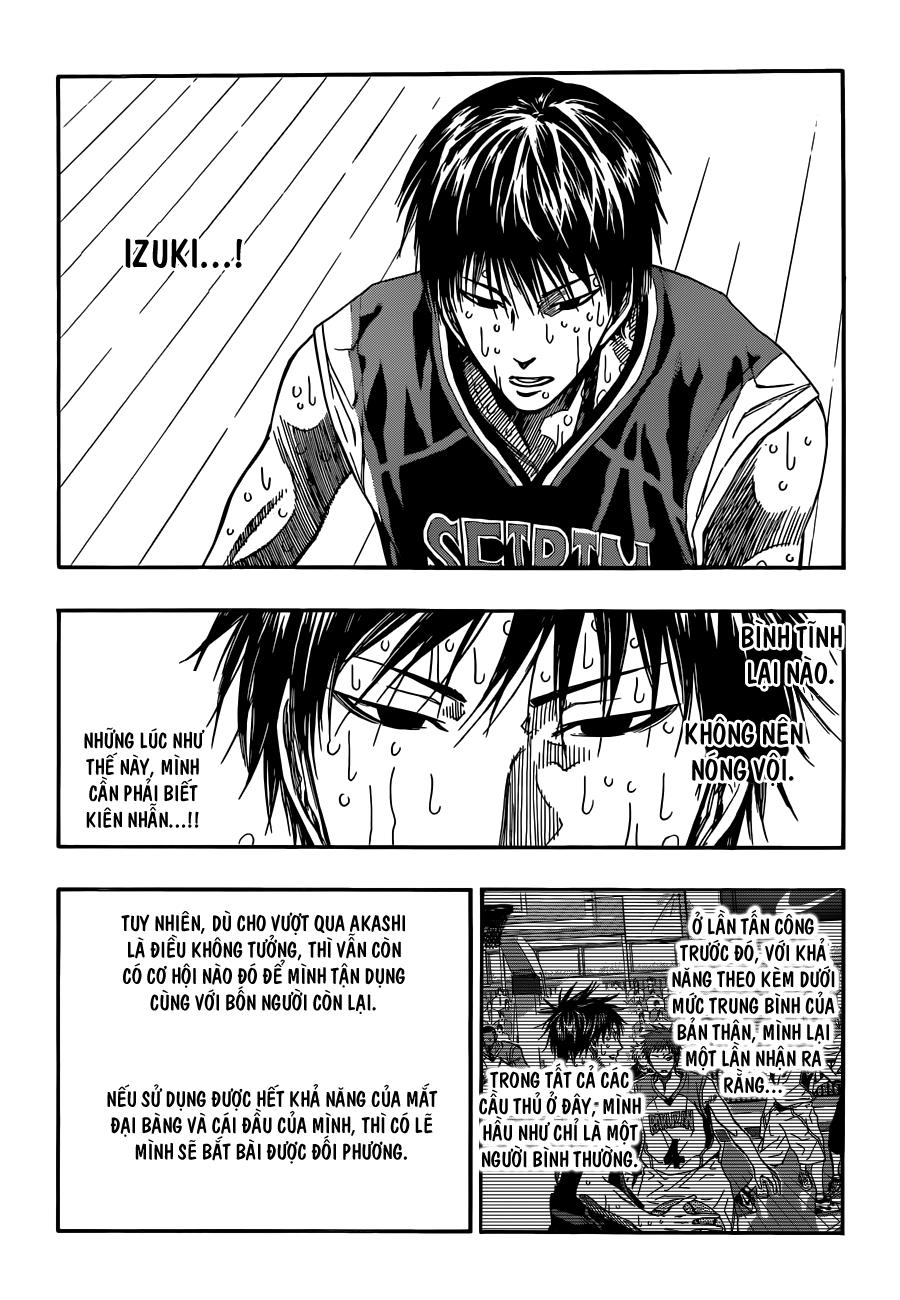 IZUKI...!
SEIRIN
BÌNH TĨNH
LẠI NÀO.
KHÔNG NÊN
NÓNG VỘI.
NHỮNG LÚC NHƯ
THẾ NÀY, MÌNH
CẦN PHẢI BIẾT
KIÊN NHẪN...!!
Ở LẦN TẤN CÔNG
TRƯỚC ĐÓ, VỚI KHẢ
NĂNG THEO KÈM DƯỚI
MỨC TRUNG BÌNH CỦA
BẢN THÂN, MÌNH LẠI
MỘT LẦN NHẬN RA
RẰNG...
TRONG TẤT CẢ CÁC
CẦU THỦ Ở ĐÂY, MÌNH
HẦU NHƯ CHỈ LÀ MỘT
NGƯỜI BÌNH THƯỜNG.
SEIRIN
4
TUY NHIÊN, DÙ CHO VƯỢT QUA AKASHI
LÀ ĐIỀU KHÔNG TƯỞNG, THÌ VẪN CÒN
CÓ CƠ HỘI NÀO ĐÓ ĐỂ MÌNH TẬN DỤNG
CÙNG VỚI BỐN NGƯỜI CÒN LẠI.
NẾU SỬ DỤNG ĐƯỢC HẾT KHẢ NĂNG CỦA MẮT
ĐẠI BÀNG VÀ CÁI ĐẦU CỦA MÌNH, THÌ CÓ LẼ
MÌNH SẼ BẮT BÀI ĐƯỢC ĐỐI PHƯƠNG.